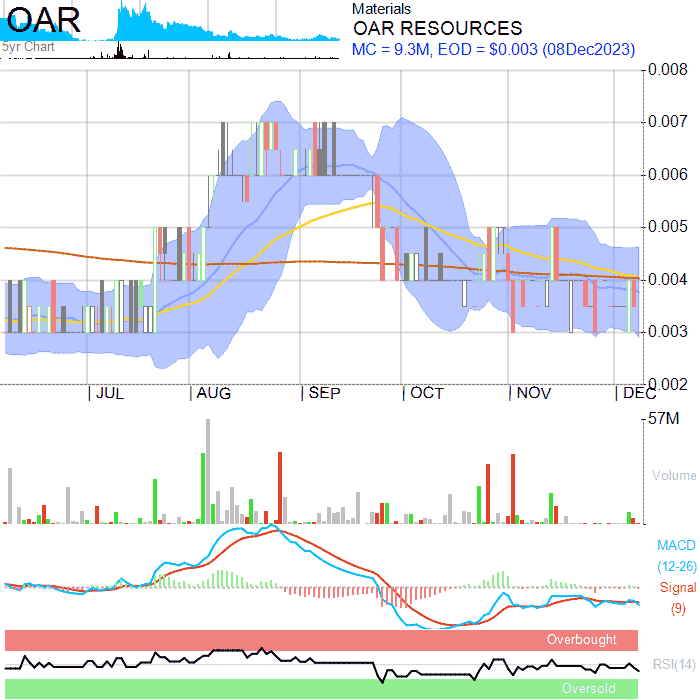 OAR
5yr Chart
Materials
OAR RESOURCES
MC = 9.3M, EOD = $0.003 (08Dec2023)
0.008
0.007
0.006
0.005
0.004
0.003
0.002
JUL
AUG
SEP
OCT
NOV
DEC
57M
Volume
MACD
(12-26)
Signal
(9)
Overbought
RSI(14)
Oversold